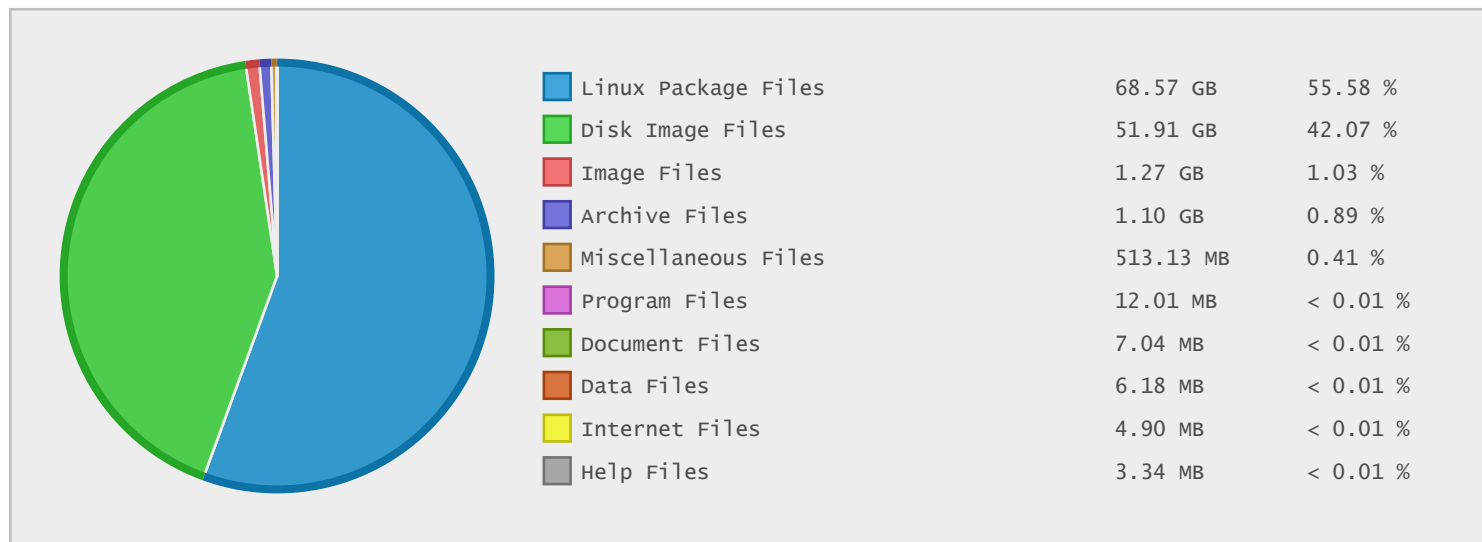 Linux Package Files 68.57 GB 55.58 %
Disk Image Files 51.91 GB 42.07 %
Image Files 1.27 GB 1.03 %
Archive Files 1.10 GB 0.89 %
Miscellaneous Files 513.13 MB 0.41 %
Program Files 12.01 MB < 0.01 %
Document Files 7.04 MB < 0.01 %
Data Files 6.18 MB < 0.01 %
Internet Files 4.90 MB < 0.01 %
Help Files 3.34 MB < 0.01 %